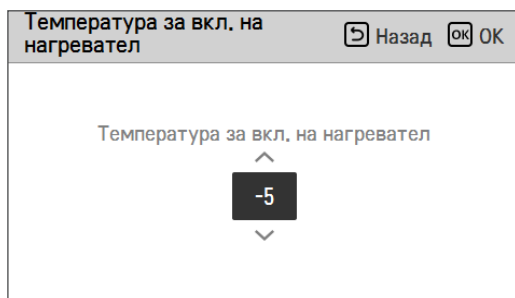 Температура за вкл. на
нагревател
Назад
OK OK
Температура за вкл. на нагревател
-5